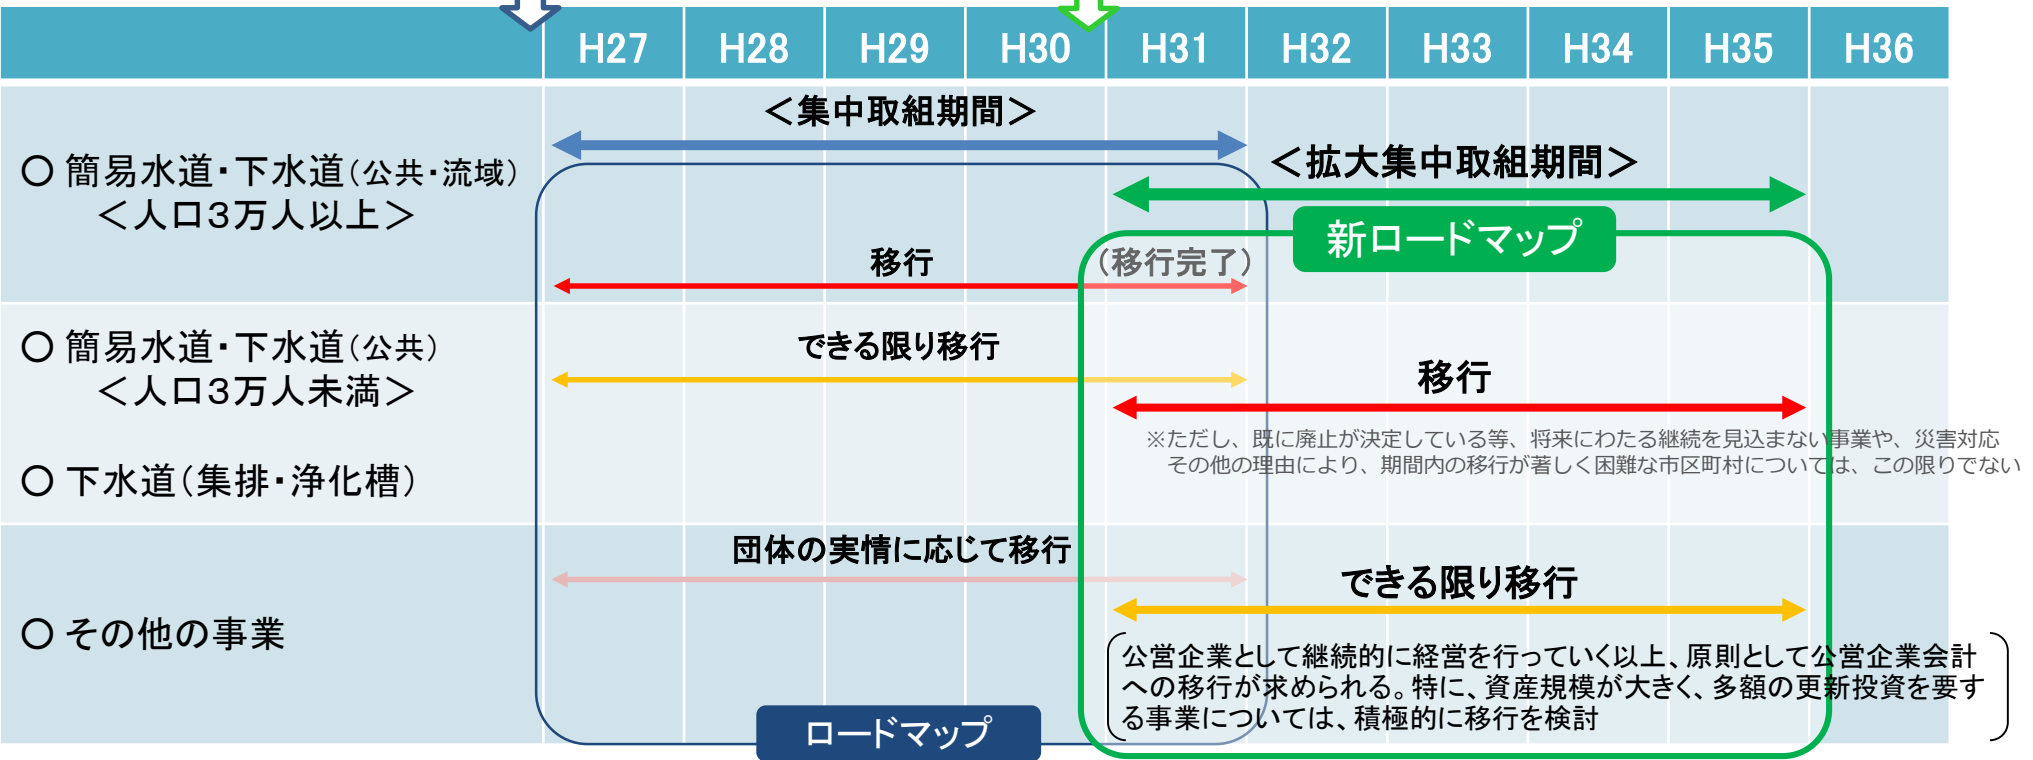 H27 H28 H29 H30 H31 H32 H33 H34 H35 H36
＜集中取組期間＞
＜拡大集中取組期間＞
新ロードマップ
○ 簡易水道・下水道（公共・流域）
＜人口３万人以上＞
移行
（移行完了）
○ 簡易水道・下水道（公共）
＜人口３万人未満＞
できる限り移行
移行
※ただし、既に廃止が決定している等、将来にわたる継続を見込まない事業や、災害対応
その他の理由により、期間内の移行が著しく困難な市区町村については、この限りでない
○ 下水道（集排・浄化槽）
団体の実情に応じて移行
できる限り移行
○ その他の事業
公営企業として継続的に経営を行っていく以上、原則として公営企業会計
への移行が求められる。特に、資産規模が大きく、多額の更新投資を要す
る事業については、積極的に移行を検討
ロードマップ